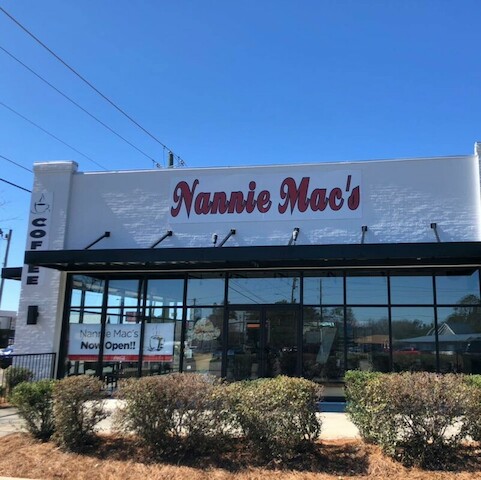 Nannie Mac's
COFFEE
Nannie Mac's
Now Open!!